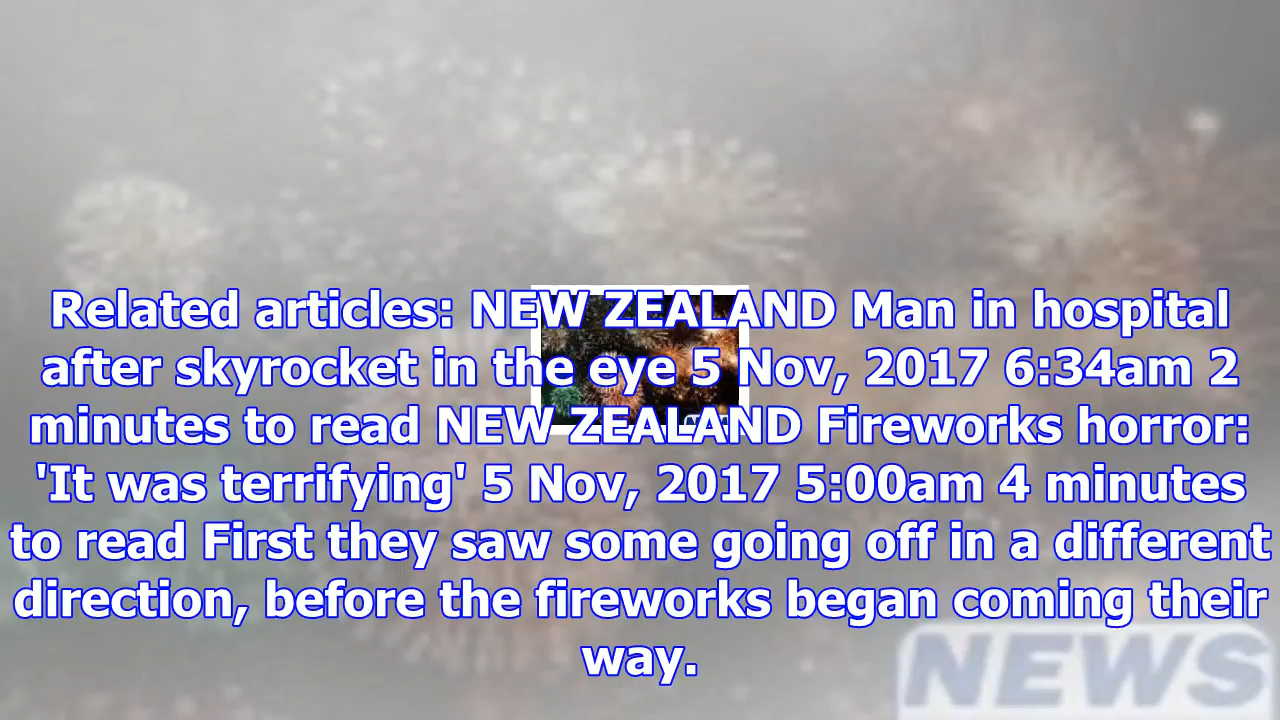 Related articles: NEW ZEALAND Man in hospital
after skyrocket in the eye 5 Nov, 2017 6:34am 2
minutes to read NEW ZEALAND Fireworks horror:
'It was terrifying' 5 Nov, 2017 5:00am 4 minutes
to read First they saw some going off in a different
direction, before the fireworks began coming their
way.
NEWS